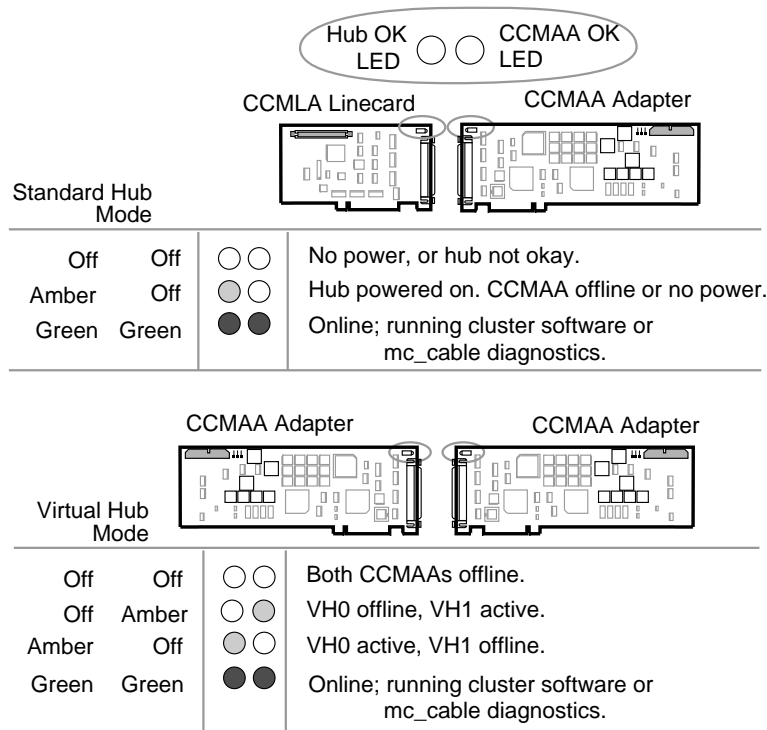 Hub OK CCMAA OK
LED LED
CCMLA Linecard CCMAA Adapter
Standard Hub
Mode
Off Off No power, or hub not okay.
Amber Off Hub powered on. CCMAA offline or no power.
Green Green Online; running cluster software or
mc_cable diagnostics.
CCMAA Adapter CCMAA Adapter
Virtual Hub
Mode
Off Off Both CCMAAs offline.
Off Amber VH0 offline, VH1 active.
Amber Off VH0 active, VH1 offline.
Green Green Online; running cluster software or
mc_cable diagnostics.